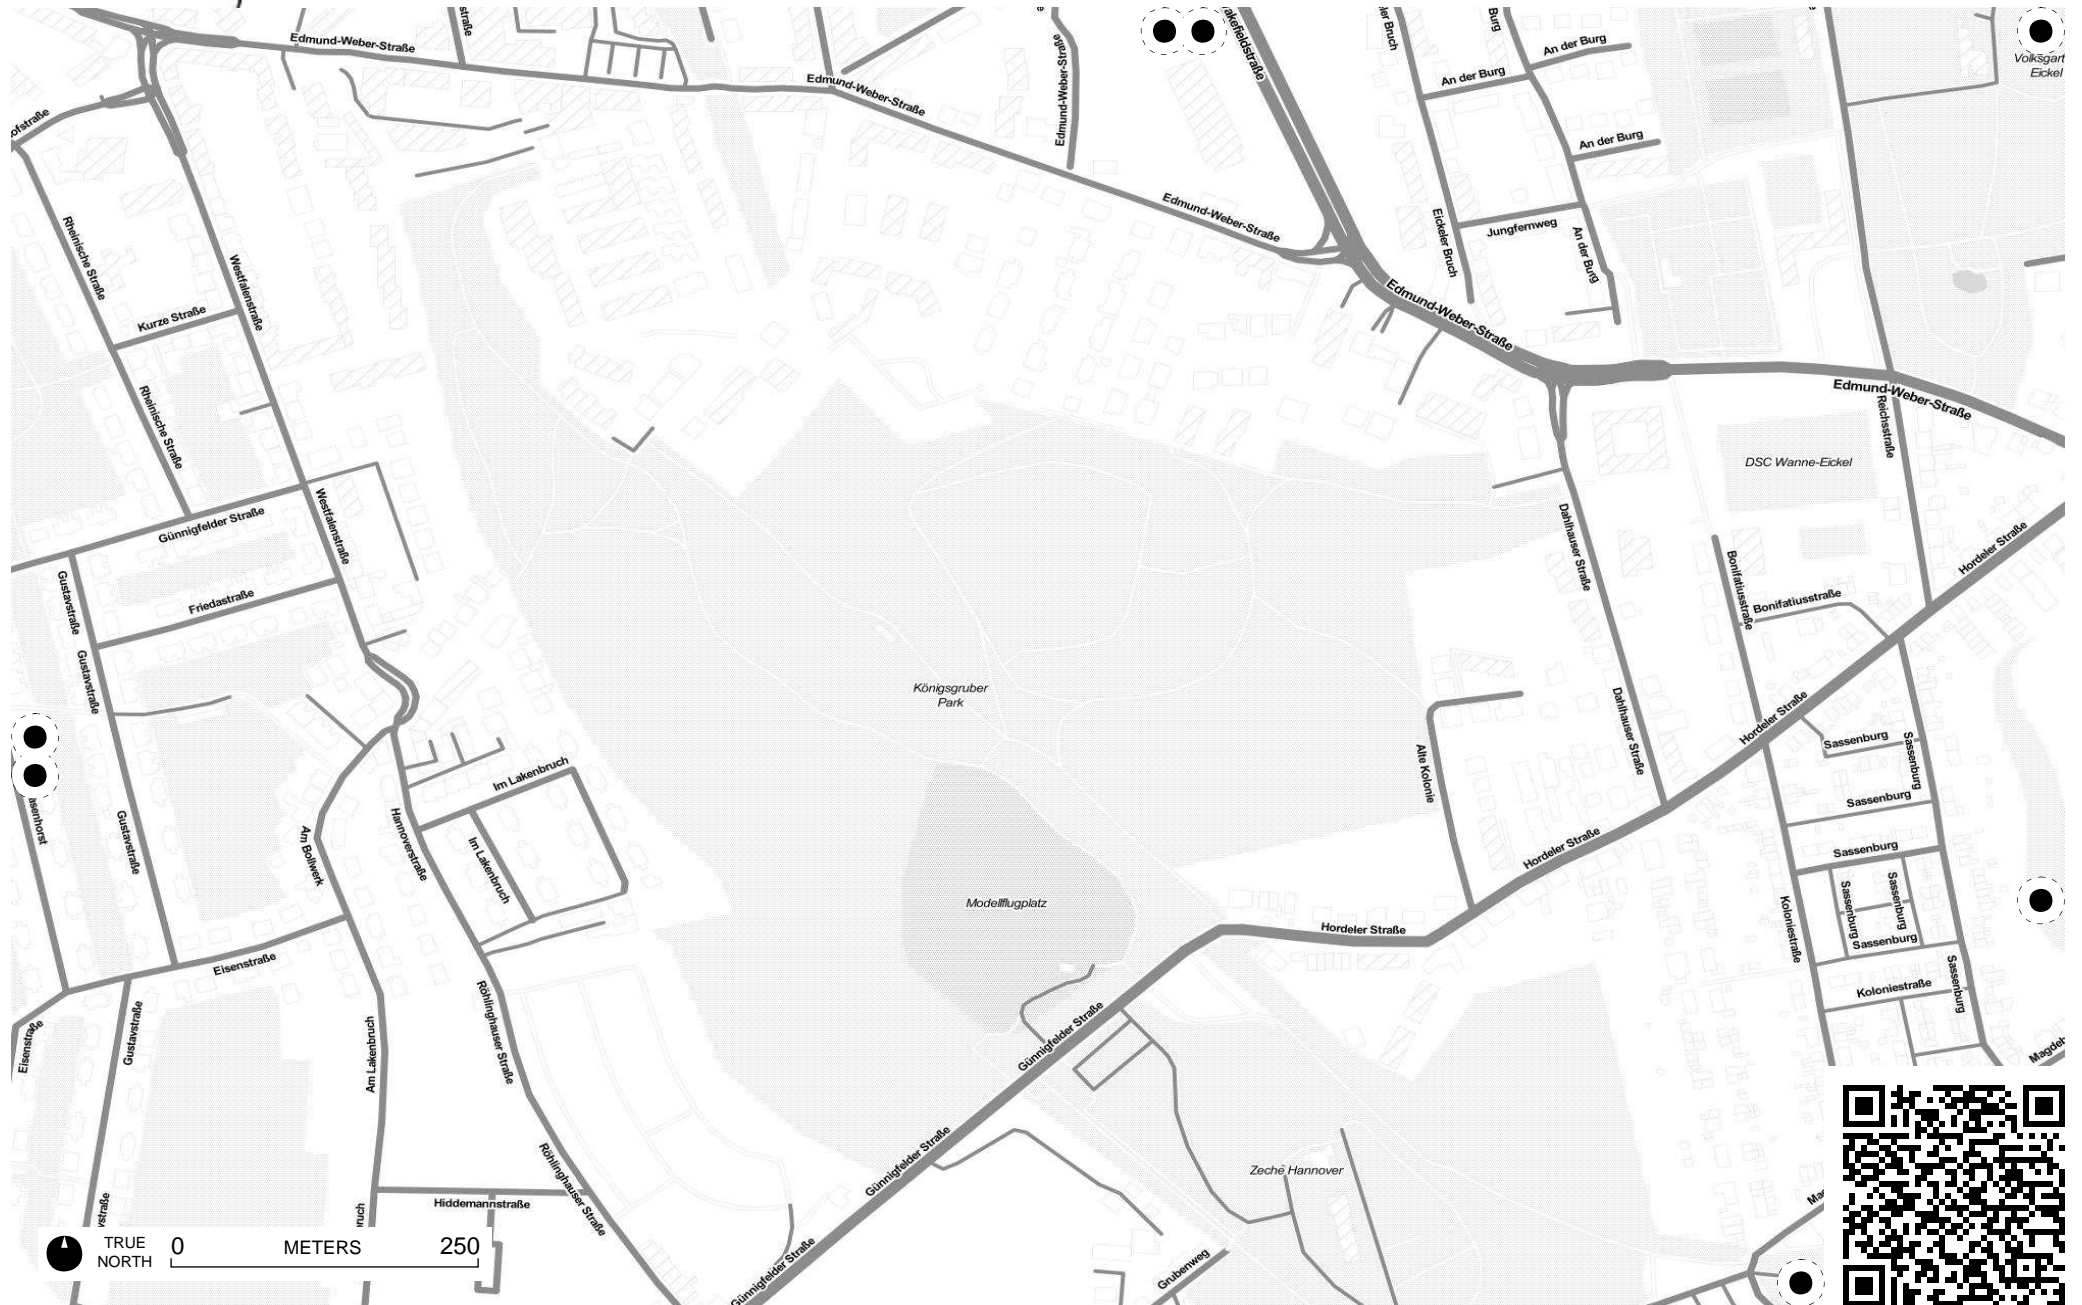 Edmund-Weber-Straße
Edmund-Weber-Straße
Edmund-Weber-Straße
Edmund-Weber-Straße
An der Burg
An der Burg
An der Burg
Burg
Volksgart
Eickel
Rheinische Straße
Westfalenstraße
Eickeler Bruch
Jungfernweg
An der Burg
Kurze Straße
Edmund-Weber-Straße
Edmund-Weber-Straße
Reichsstraße
Rheinische Straße
DSC Wanne-Eickel
Günnigfelder Straße
Westfalenstraße
Dahlhauser Straße
Hordeler Straße
Gustavstraße
Friedastraße
Bonifatiusstraße
Bonifatiusstraße
Gustavstraße
Königsgruber
Park
Dahlhauser Straße
Hordeler Straße
Sassenburg
Sassenburg
Im Lakenbruch
Alte Kolonie
Sassenburg
Gustavstraße
Am Bollwerk
Hannoverstraße
Im Lakenbruch
Hordeler Straße
Sassenburg
Sassenburg
Sassenburg
Modellflugplatz
Hordeler Straße
Koloniestraße
Sassenburg
Eisenstraße
Röhlinghauser Straße
Sassenburg
Koloniestraße
Eisenstraße
Gustavstraße
Am Lakenbruch
Günnigfelder Straße
Magdeb
Günnigfelder Straße
Zeche Hannover
Röhlinghauser Straße
Hiddemannstraße
TRUE
NORTH
0 METERS 250
Günnigfelder Straße
Grubenweg